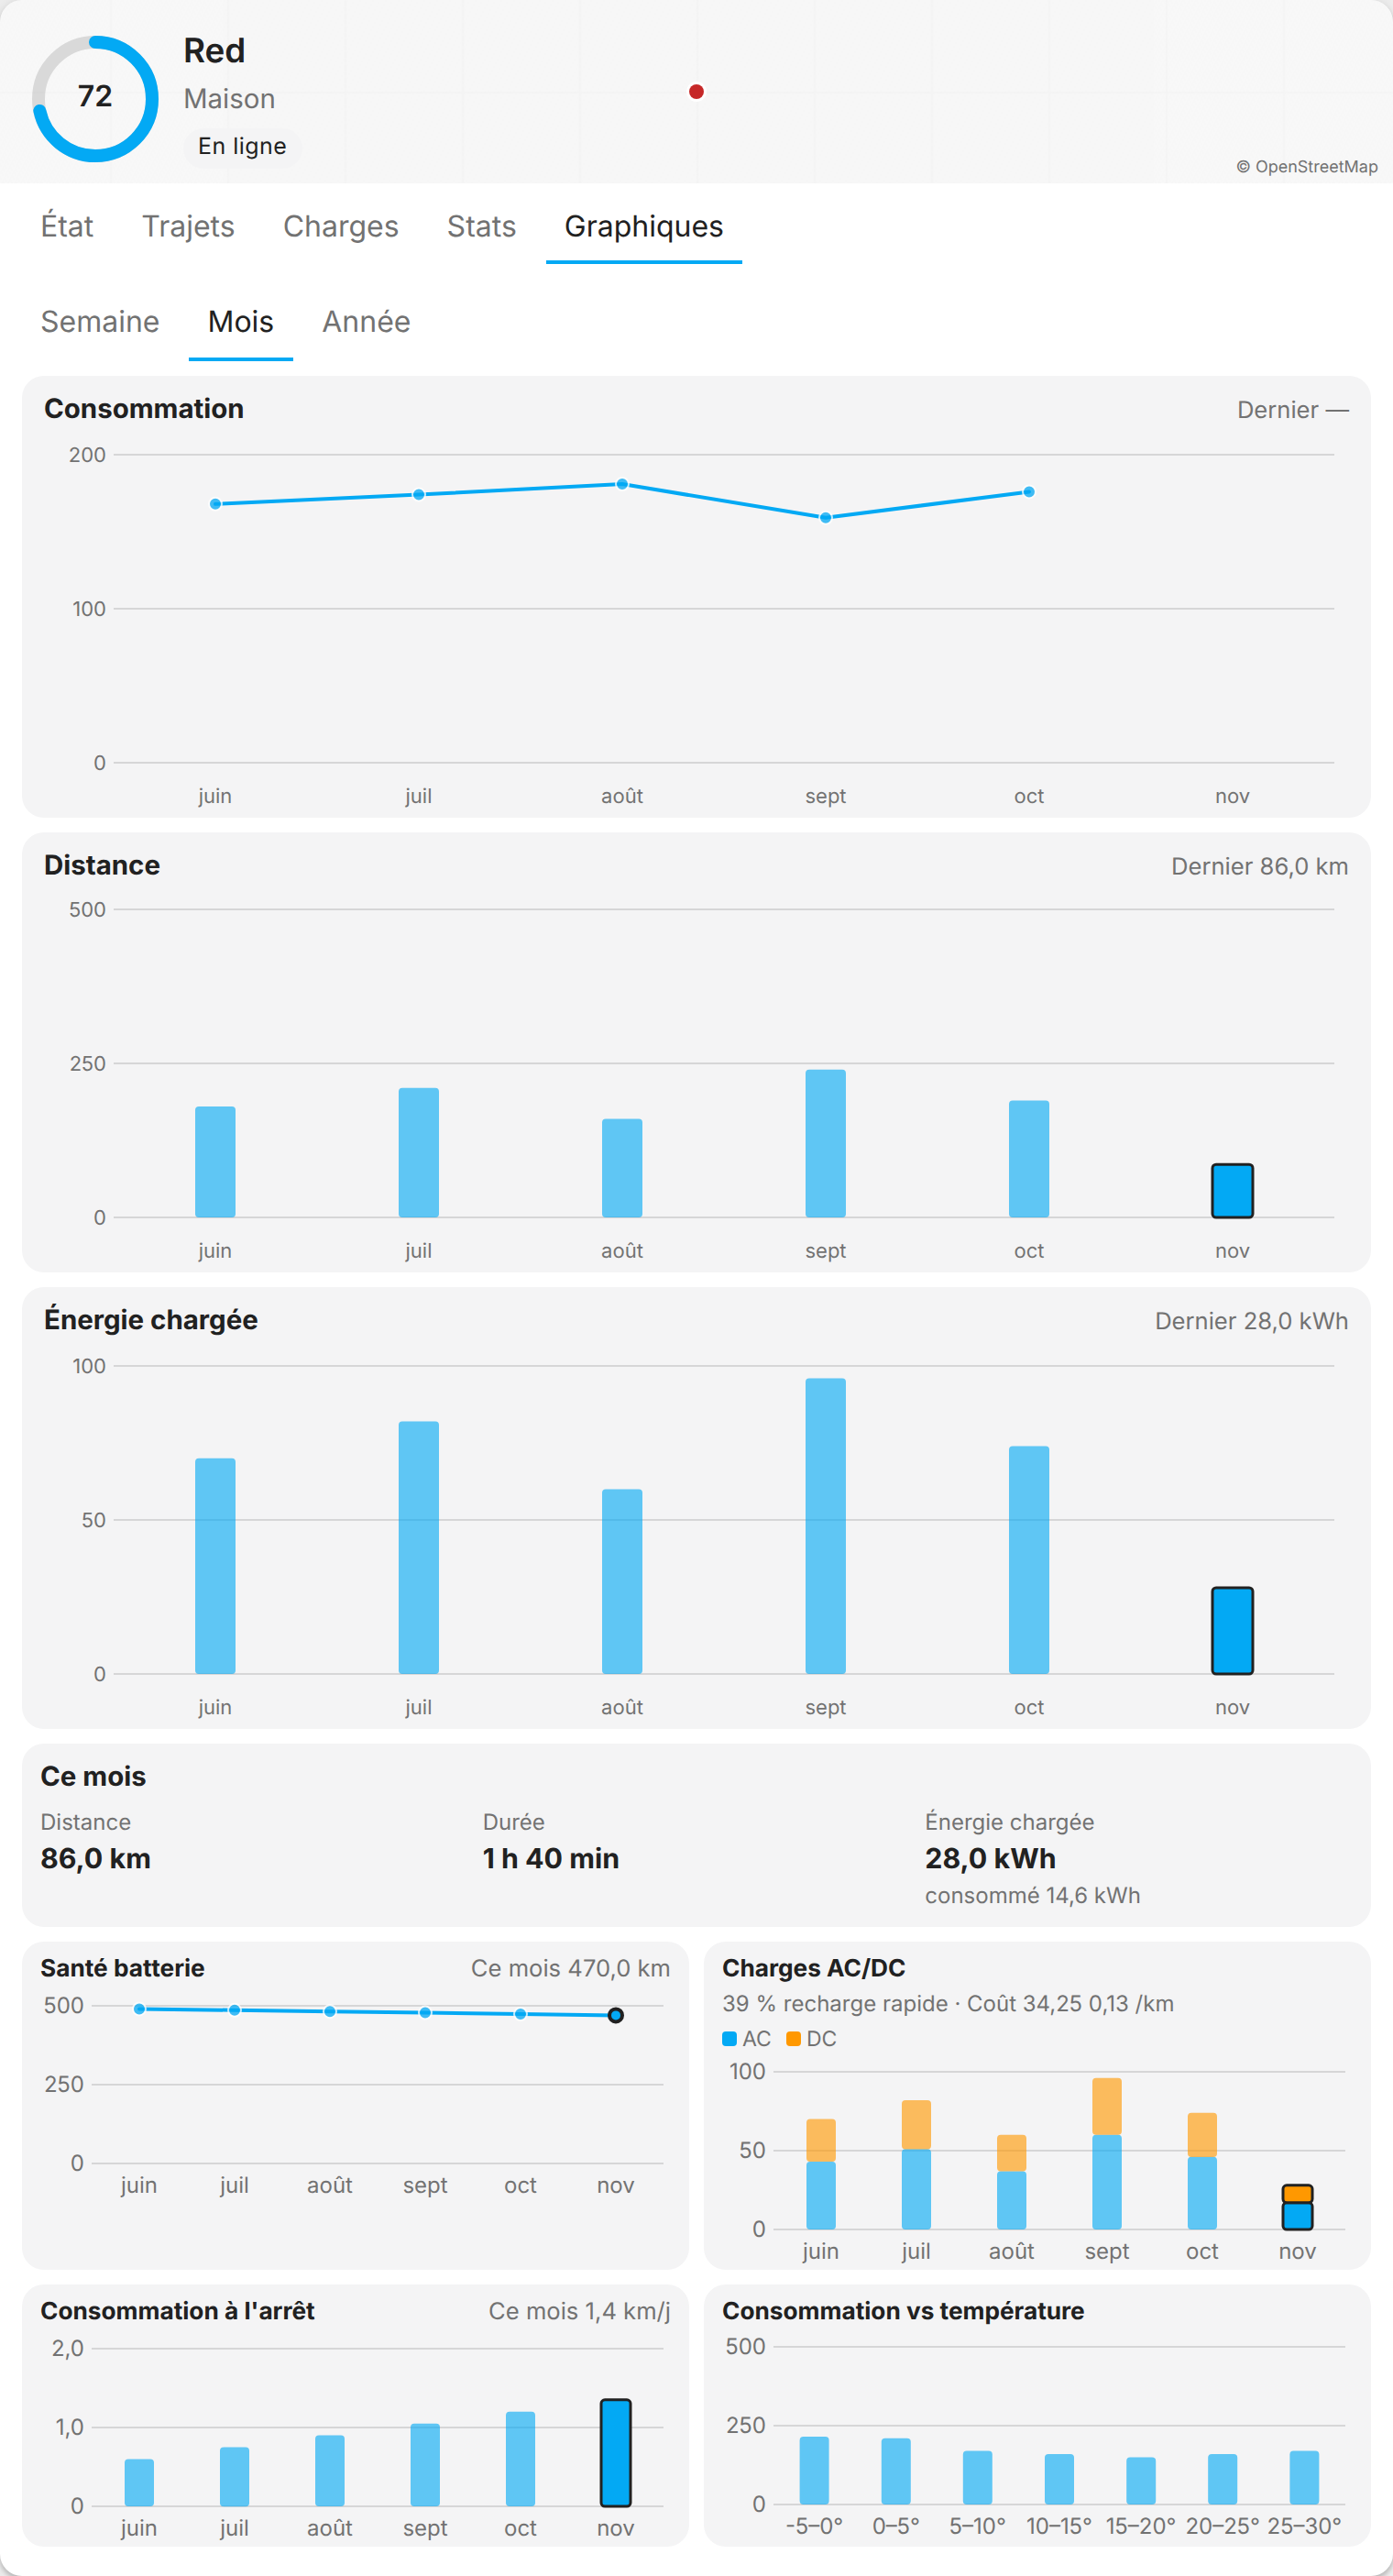 72
Red
Maison
En ligne
© OpenStreetMap
État Trajets Charges Stats Graphiques
Semaine Mois Année
Consommation Dernier —
200
100
0
juin juil août sept oct nov
Distance Dernier 86,0 km
500
250
0
juin juil août sept oct nov
Énergie chargée Dernier 28,0 kWh
100
50
0
juin juil août sept oct nov
Ce mois
Distance Durée Énergie chargée
86,0 km 1 h 40 min 28,0 kWh
consommé 14,6 kWh
Santé batterie Ce mois 470,0 km
500
250
0
juin juil août sept oct nov
Charges AC/DC
39 % recharge rapide · Coût 34,25 0,13 /km
AC DC
100
50
0
juin juil août sept oct nov
Consommation à l'arrêt Ce mois 1,4 km/j
2,0
1,0
0
juin juil août sept oct nov
Consommation vs température
500
250
0
-5–0° 0–5° 5–10° 10–15° 15–20° 20–25° 25–30°